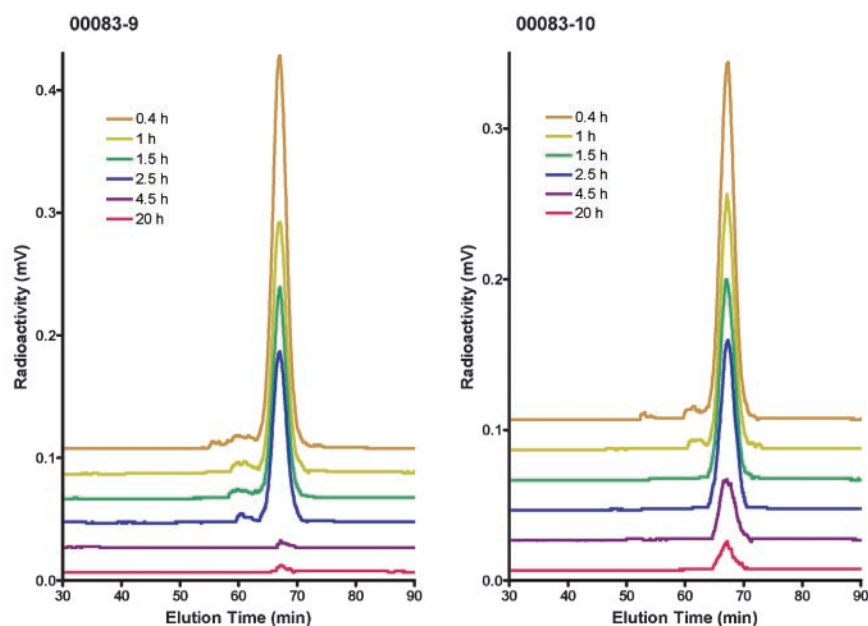 00083-9
00083-10
0.4
0.3
0.2
0.1
0.0
Radioactivity (mV)
0.4 h
1 h
1.5 h
2.5 h
4.5 h
20 h
30 40 50 60 70 80 90
Elution Time (min)
0.3
0.2
0.1
0.0
Radioactivity (mV)
0.4 h
1 h
1.5 h
2.5 h
4.5 h
20 h
30 40 50 60 70 80 90
Elution Time (min)